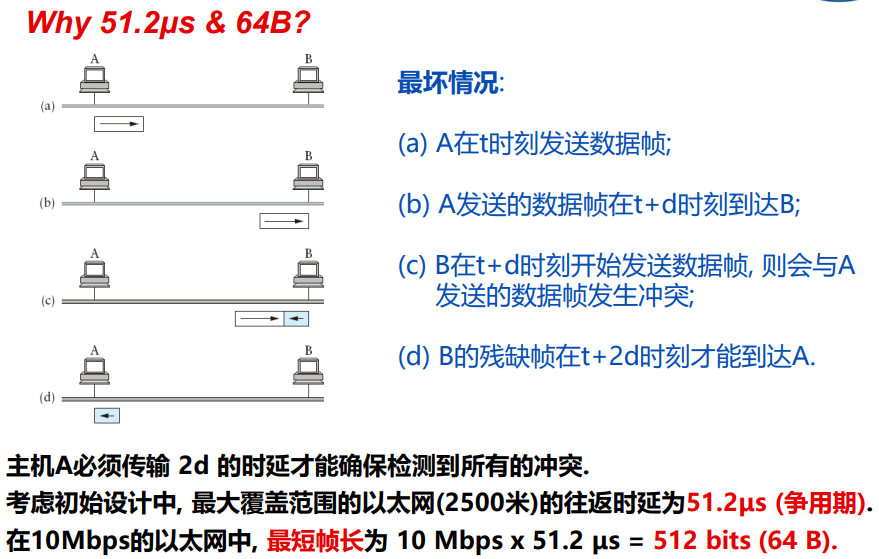 Why 51.2μs & 64B?
A
B
(a)
A
B
(b)
A
B
(c)
A
B
(d)
最坏情况:
(a) A在t时刻发送数据帧;
(b) A发送的数据帧在t+d时刻到达B;
(c) B在t+d时刻开始发送数据帧, 则会与A
发送的数据帧发生冲突;
(d) B的残缺帧在t+2d时刻才能到达A.
主机A必须传输 2d 的时延才能确保检测到所有的冲突.
考虑初始设计中, 最大覆盖范围的以太网(2500米)的往返时延为51.2μs (争用期).
在10Mbps的以太网中, 最短帧长为 10 Mbps x 51.2 μs = 512 bits (64 B).